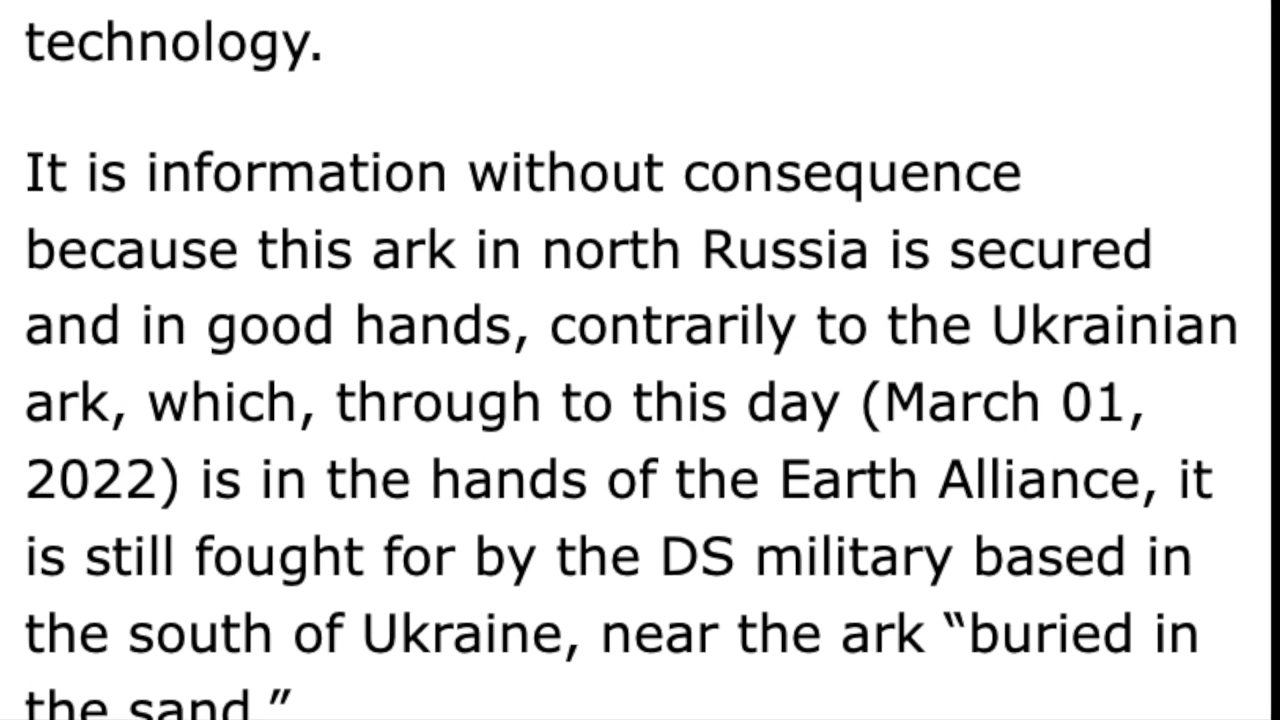 technology.
It is information without consequence
because this ark in north Russia is secured
and in good hands, contrarily to the Ukrainian
ark, which, through to this day (March 01,
2022) is in the hands of the Earth Alliance, it
is still fought for by the DS military based in
the south of Ukraine, near the ark “buried in
the sand.”